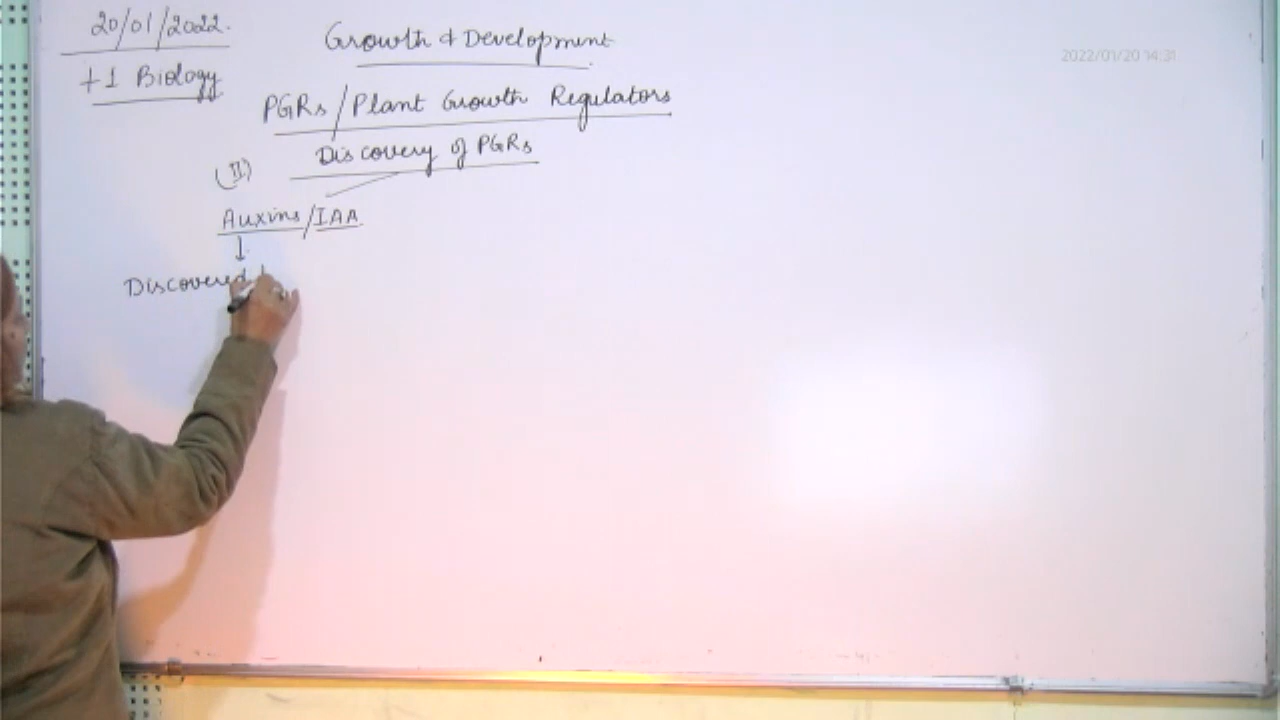 20/01/2022.
Growth & Development
2022/01/20 14:31
+1 Biology
PGRs/Plant Growth Regulators
Discovery of PGRs
(II)
Auxins/IAA
↓
Discovered